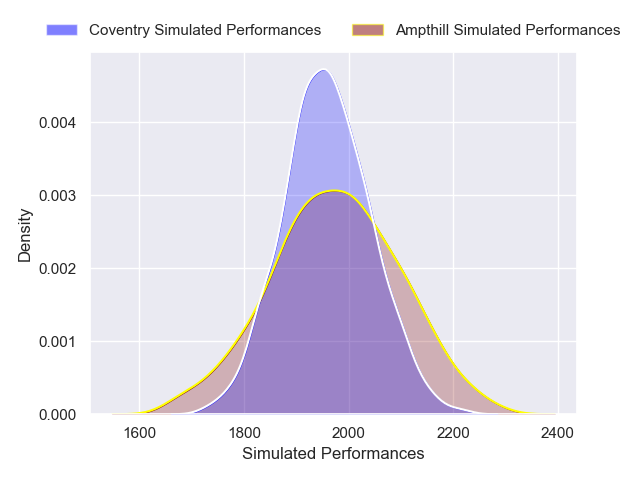 Coventry Simulated Performances Ampthill Simulated Performances
0.004
0.003
Density
0.002
0.001
0.000
1600 1800 2000 2200 2400
Simulated Performances